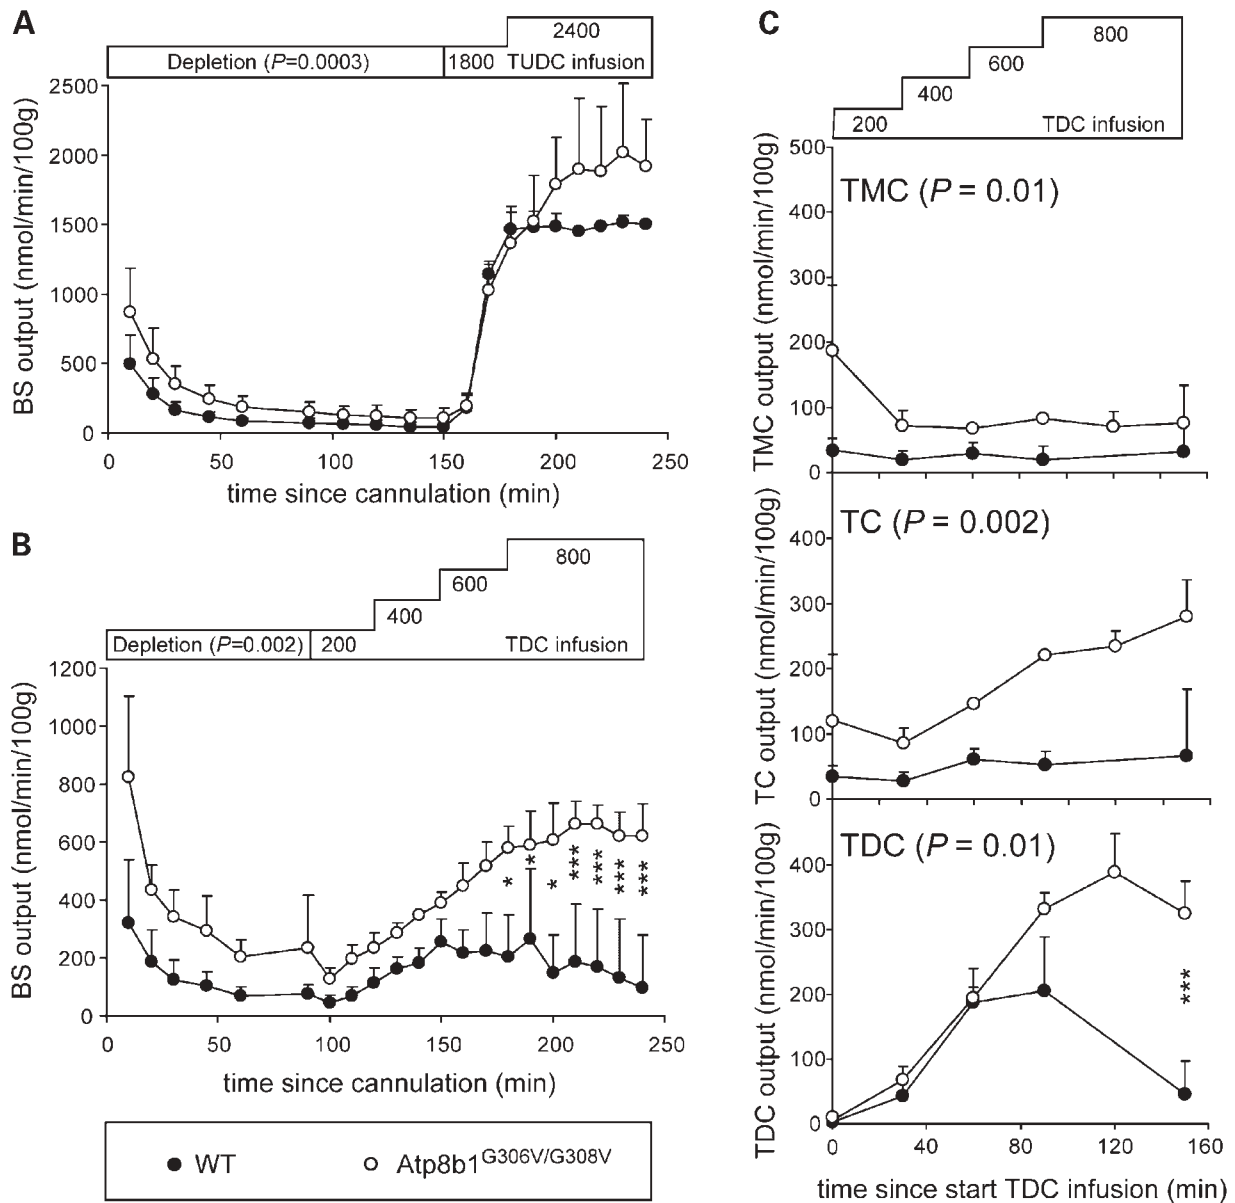 A
2400
Depletion (P=0.0003)
1800
TUDC infusion
BS output (nmol/min/100g)
2500
2000
1500
1000
500
0
0 50 100 150 200 250
time since cannulation (min)
B
800
600
400
Depletion (P=0.002)
200
TDC infusion
BS output (nmol/min/100g)
1200
1000
800
600
400
200
0
* * * *** *** *** ***
0 50 100 150 200 250
time since cannulation (min)
WT
Atp8b1G306V/G308V
C
800
600
400
200
TDC infusion
TMC output (nmol/min/100g)
500
TMC (P = 0.01)
400
300
200
100
0
TC output (nmol/min/100g)
TC (P = 0.002)
400
300
200
100
0
TDC output (nmol/min/100g)
TDC (P = 0.01)
400
300
200
100
0
***
0 40 80 120 160
time since start TDC infusion (min)